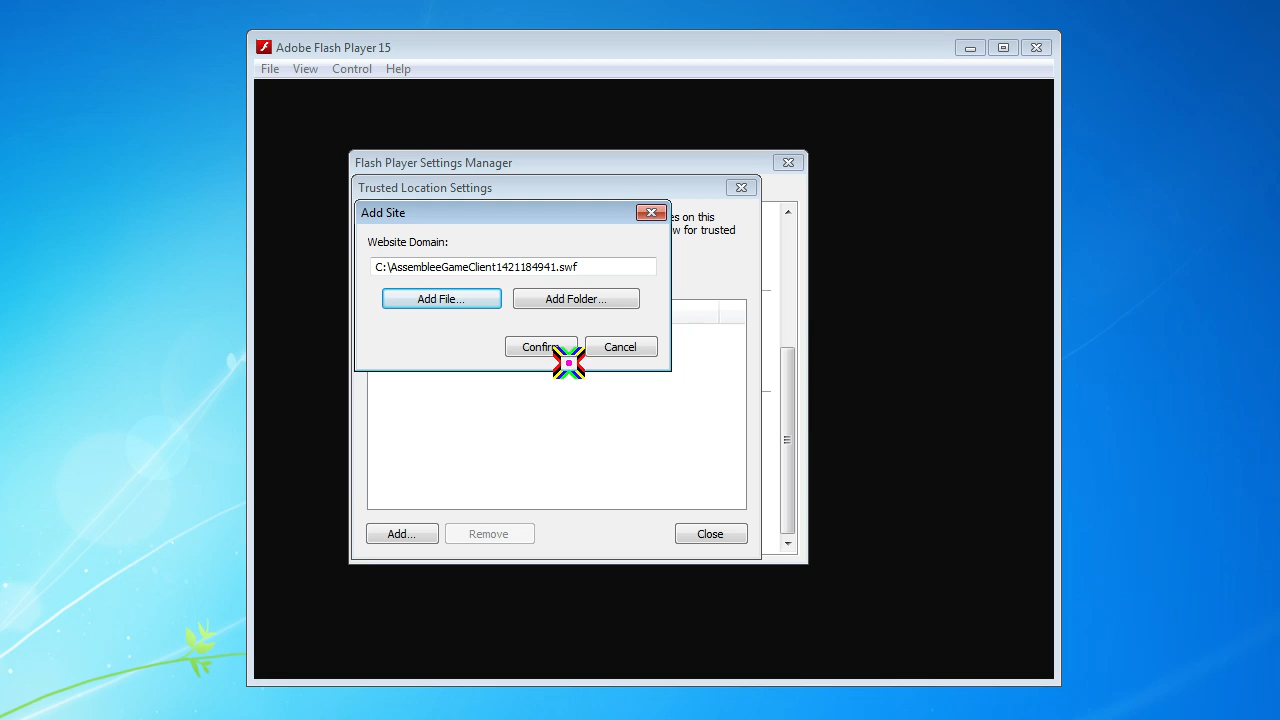 Adobe Flash Player 15
File View Control Help
Flash Player Settings Manager
Trusted Location Settings
Add Site
es on this
w for trusted
Website Domain:
C:\AssembleeGameClient1421184941.swf
Add File...
Add Folder...
Confirm
Cancel
Add...
Remove
Close